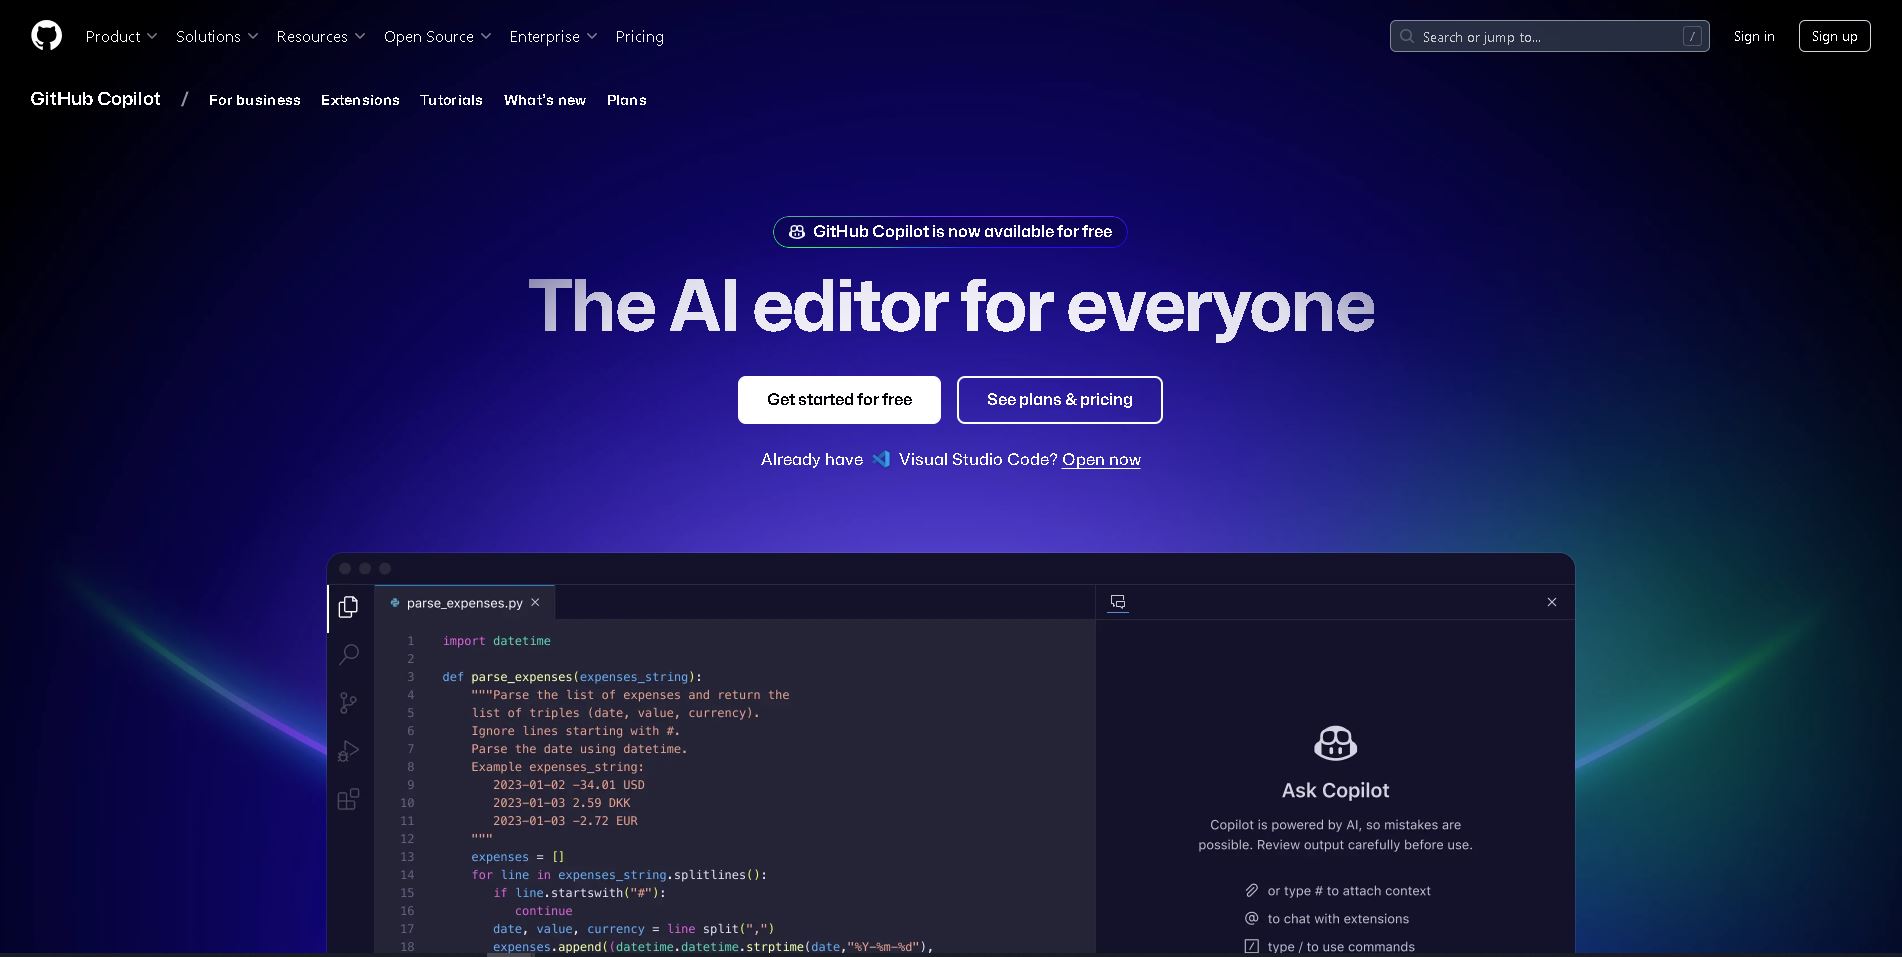 Product Solutions Resources Open Source Enterprise Pricing Search or jump to... / Sign in Sign up
GitHub Copilot / For business Extensions Tutorials What's new Plans
GitHub Copilot is now available for free
The AI editor for everyone
Get started for free See plans & pricing
Already have Visual Studio Code? Open now
parse_expenses.py
1 import datetime
2
3 def parse_expenses(expenses_string):
4 """Parse the list of expenses and return the
5 list of triples (date, value, currency).
6 Ignore lines starting with #.
7 Parse the date using datetime.
8 Example expenses_string:
9 2023-01-02 -34.01 USD
10 2023-01-03 2.59 DKK
11 2023-01-03 -2.72 EUR
12 """
13 expenses = []
14 for line in expenses_string.splitlines():
15 if line.startswith("#"):
16 continue
17 date, value, currency = line split(",")
18 expenses.append((datetime.datetime.strptime(date,"%Y-%m-%d"),
Ask Copilot
Copilot is powered by AI, so mistakes are
possible. Review output carefully before use.
or type # to attach context
@ to chat with extensions
/ type / to use commands